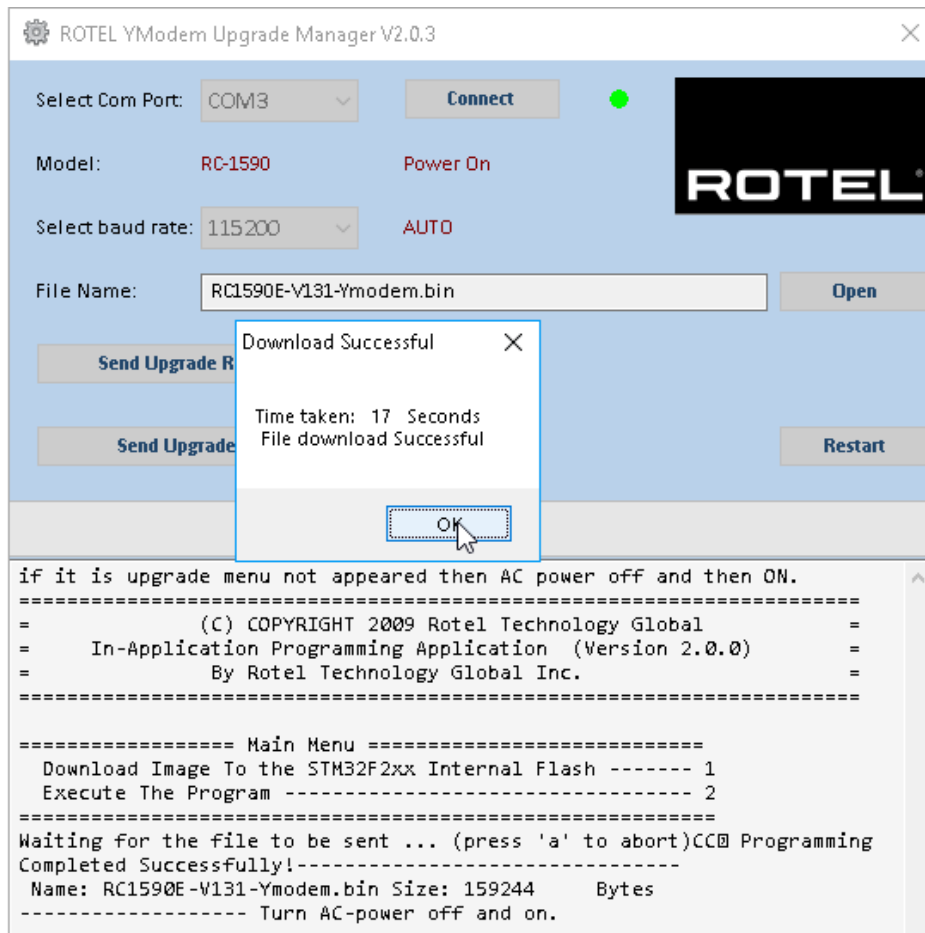 ROTEL YModem Upgrade Manager V2.0.3
Select Com Port: COM3 Connect
ROTEL
Model: RC-1590 Power On
Select baud rate: 115200 AUTO
File Name: RC1590E-V131-Ymodem.bin Open
Download Successful
Send Upgrade R
Time taken: 17 Seconds
File download Successful
Send Upgrade Restart
OK
if it is upgrade menu not appeared then AC power off and then ON.
======================================================================
= (C) COPYRIGHT 2009 Rotel Technology Global =
= In-Application Programming Application (Version 2.0.0) =
= By Rotel Technology Global Inc. =
======================================================================
================== Main Menu ============================
Download Image To the STM32F2xx Internal Flash ------- 1
Execute The Program ---------------------------------- 2
==========================================================
Waiting for the file to be sent ... (press 'a' to abort)CC Programming
Completed Successfully!--------------------------------
Name: RC1590E-V131-Ymodem.bin Size: 159244 Bytes
------------------- Turn AC-power off and on.